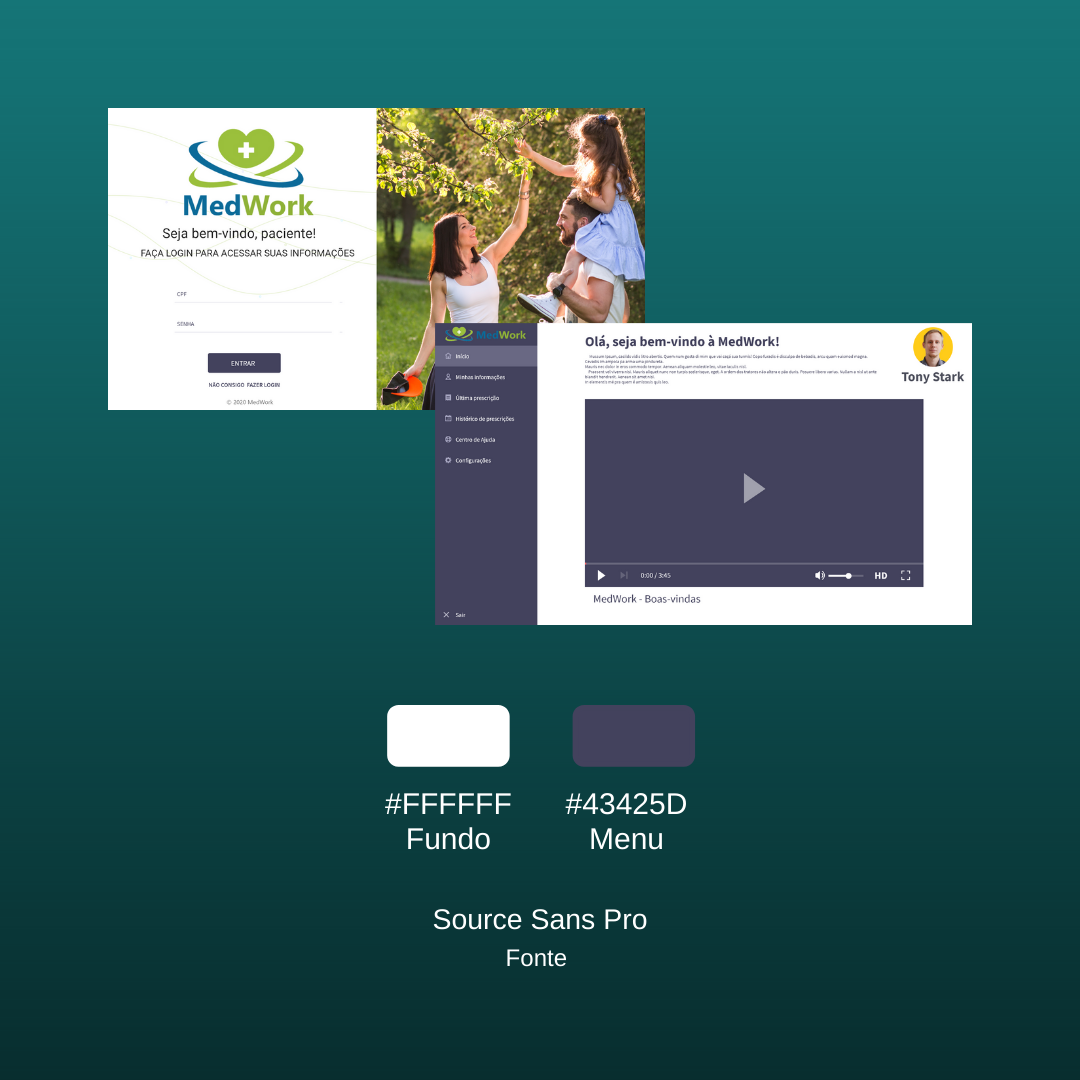 MedWork
Seja bem-vindo, paciente!
FAÇA LOGIN PARA ACESSAR SUAS INFORMAÇÕES
CPF
SENHA
ENTRAR
NÃO CONSIGO FAZER LOGIN
© 2020 MedWork
MedWork
Início
Minhas informações
Última prescrição
Histórico de prescrições
Centro de Ajuda
Configurações
Sair
Olá, seja bem-vindo à MedWork!
Tony Stark
0:00 / 3:45
HD
MedWork - Boas-vindas
#FFFFFF
Fundo
#43425D
Menu
Source Sans Pro
Fonte